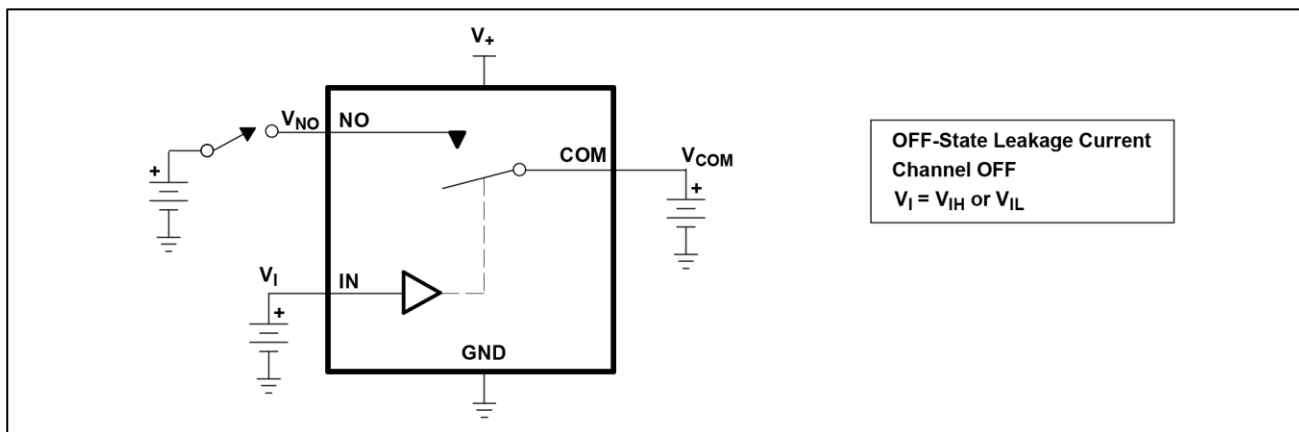 V+
VNO NO
COM VCOM
+
+
VI IN
+
GND
OFF-State Leakage Current
Channel OFF
VI = VIH or VIL